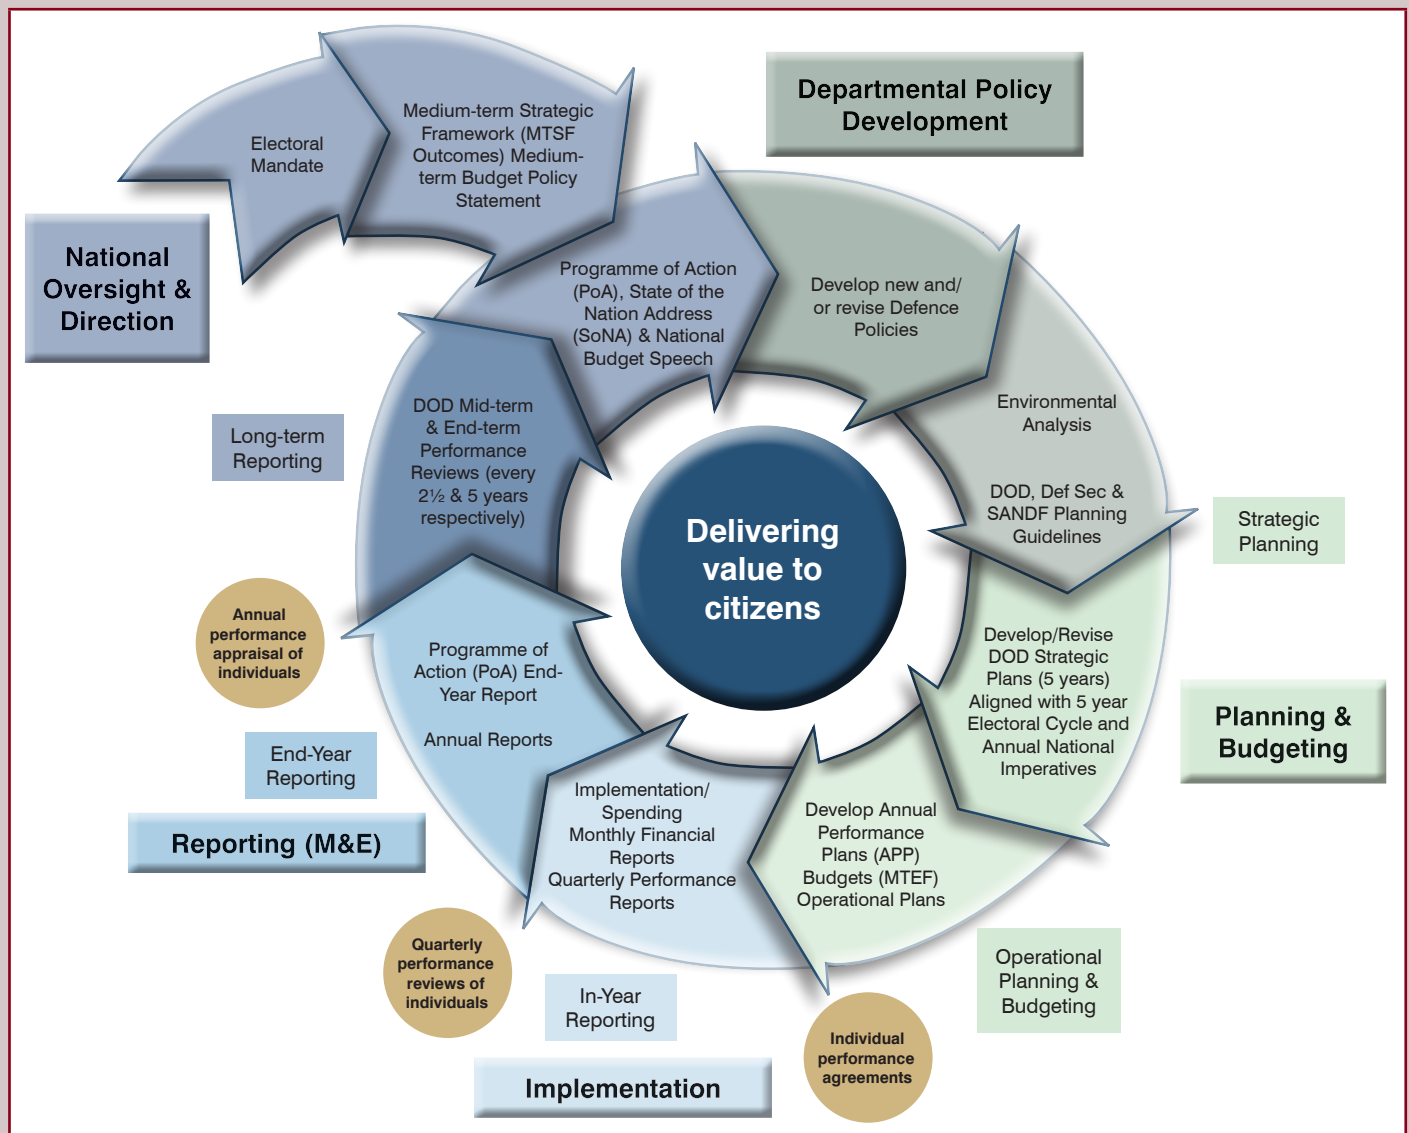 Electoral
Mandate
Medium-term Strategic
Framework (MTSF
Outcomes) Medium-
term Budget Policy
Statement
Departmental Policy
Development
National
Oversight &
Direction
Programme of Action
(PoA), State of the
Nation Address
(SoNA) & National
Budget Speech
Develop new and/
or revise Defence
Policies
Environmental
Analysis
DOD, Def Sec &
SANDF Planning
Guidelines
Strategic
Planning
Develop/Revise
DOD Strategic
Plans (5 years)
Aligned with 5 year
Electoral Cycle and
Annual National
Imperatives
Planning &
Budgeting
Develop Annual
Performance
Plans (APP)
Budgets (MTEF)
Operational Plans
Operational
Planning &
Budgeting
Individual
performance
agreements
Implementation/
Spending
Monthly Financial
Reports
Quarterly Performance
Reports
In-Year
Reporting
Implementation
Quarterly
performance
reviews of
individuals
Programme of
Action (PoA) End-
Year Report
Annual Reports
End-Year
Reporting
Reporting (M&E)
Annual
performance
appraisal of
individuals
DOD Mid-term
& End-term
Performance
Reviews (every
2½ & 5 years
respectively)
Long-term
Reporting
Delivering
value to
citizens